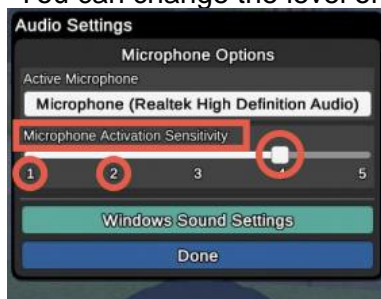 You can change the level of
Audio Settings
Microphone Options
Active Microphone
Microphone (Realtek High Definition Audio)
Microphone Activation Sensitivity
1 2 3 4 5
Windows Sound Settings
Done